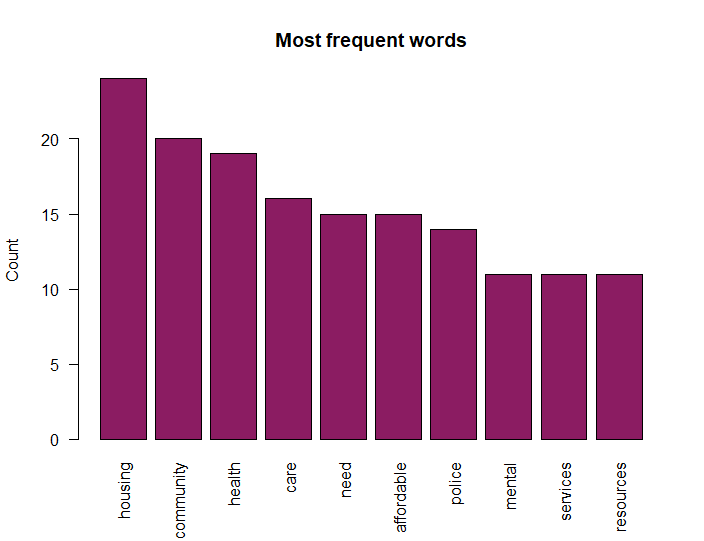 Most frequent words
Count
20
15
10
5
0
housing
community
health
care
need
affordable
police
mental
services
resources